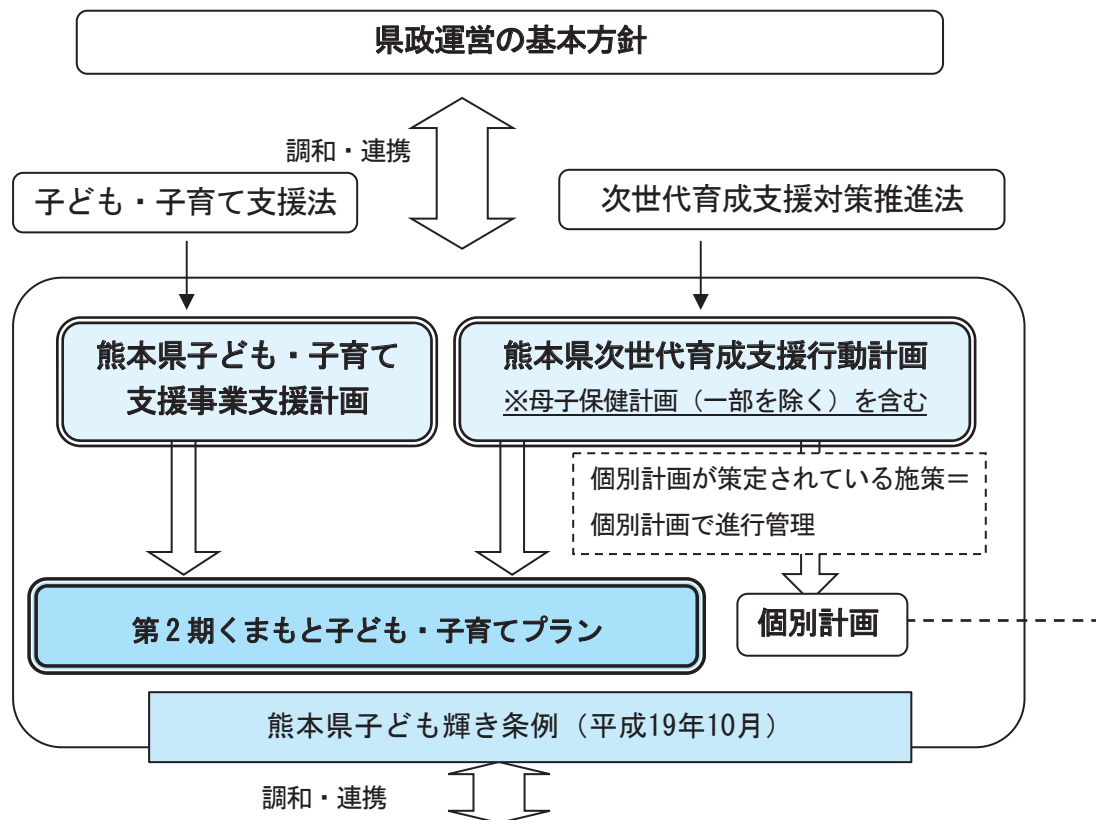 県政運営の基本方針
調和・連携
子ども・子育て支援法
次世代育成支援対策推進法
熊本県子ども・子育て
支援事業支援計画
熊本県次世代育成支援行動計画
※母子保健計画（一部を除く）を含む
個別計画が策定されている施策＝
個別計画で進行管理
第２期くまもと子ども・子育てプラン
個別計画
熊本県子ども輝き条例（平成19年10月）
調和・連携